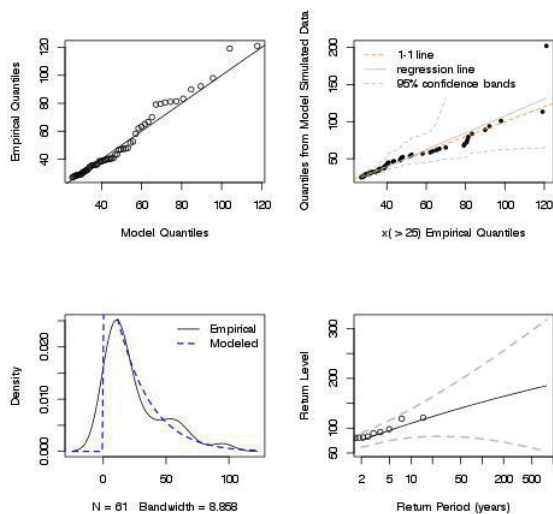 120
100
80
60
40
Empirical Quantiles
40
60
80
100
120
Model Quantiles
200
150
100
50
Quantiles from Model Simulated Data
1-1 line
regression line
95% confidence bands
40
60
80
100
120
x( > 25) Empirical Quantiles
0.020
0.010
0.000
Density
Empirical
Modeled
0
50
100
N = 61 Bandwidth = 8.858
300
200
150
100
50
Return Level
2
5
10
50
100
200
500
Return Period (years)